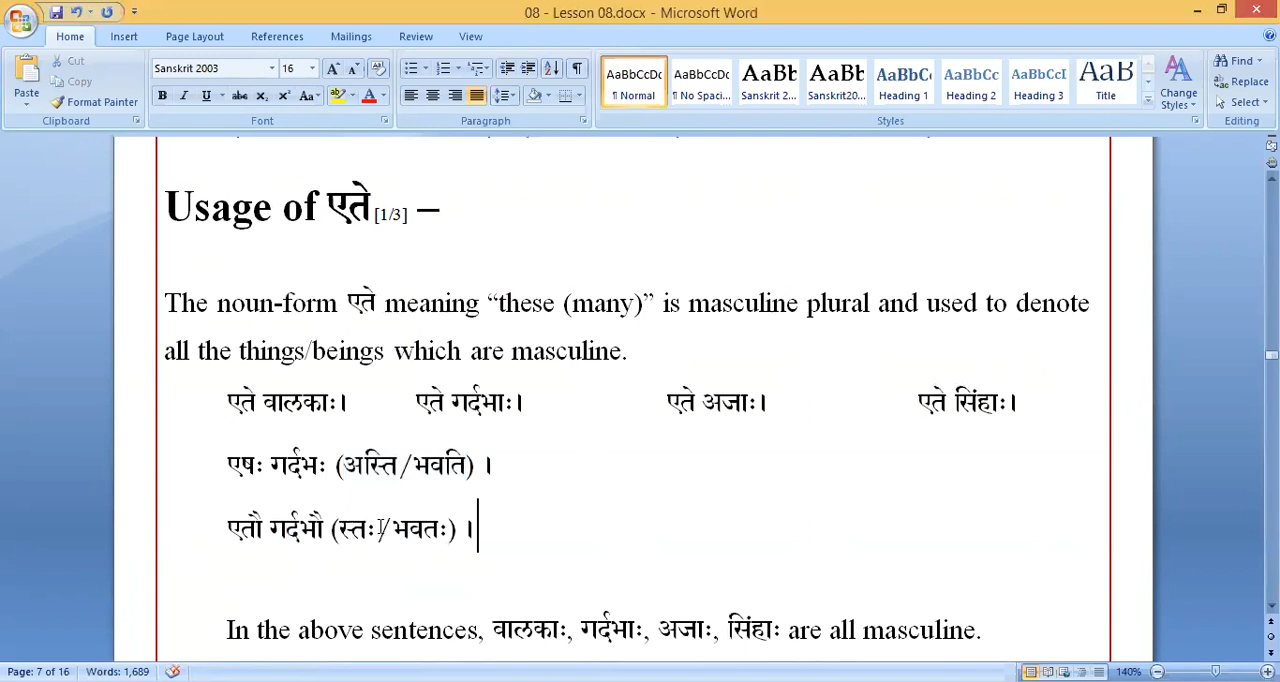 08 - Lesson 08.docx - Microsoft Word
Home Insert Page Layout References Mailings Review View
Paste Cut Copy Format Painter
Clipboard
Sanskrit 2003 16
B I U abc X₂ X² Aa
Font
Paragraph
AaBbCcDc AaBbCcDc AaBb AaBb AaBbC AaBbCc AaBbCcI AaB
¶ Normal ¶ No Spaci... Sanskrit 2... Sanskrit20... Heading 1 Heading 2 Heading 3 Title
Change Styles
Styles
Find Replace Select
Editing
Usage of एते[1/3] –
The noun-form एते meaning “these (many)” is masculine plural and used to denote
all the things/beings which are masculine.
एते वालकाः। एते गर्दभाः। एते अजाः। एते सिंहाः।
एषः गर्दभः (अस्ति/भवति) ।
एतौ गर्दभौ (स्तः/भवतः) ।
In the above sentences, वालकाः, गर्दभाः, अजाः, सिंहाः are all masculine.
Page: 7 of 16 Words: 1,689 140%